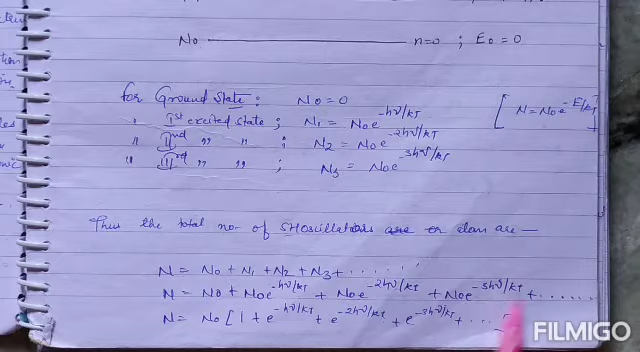 N₀ ———————— n=0 ; E₀ = 0
for Ground State : N₀ = 0
" Iˢᵗ excited state ; N₁ = N₀e^{-hν/kT} [ N = N₀e^{-E/kT} ]
" IIⁿᵈ " " ; N₂ = N₀e^{-2hν/kT}
" IIIʳᵈ " " ; N₃ = N₀e^{-3hν/kT}
Thus the total no. of SHoscillators are or elan are —
N = N₀ + N₁ + N₂ + N₃ + ......
N = N₀ + N₀e^{-hν/kT} + N₀e^{-2hν/kT} + N₀e^{-3hν/kT} + ......
N = N₀ [ 1 + e^{-hν/kT} + e^{-2hν/kT} + e^{-3hν/kT} + ...
FILMIGO